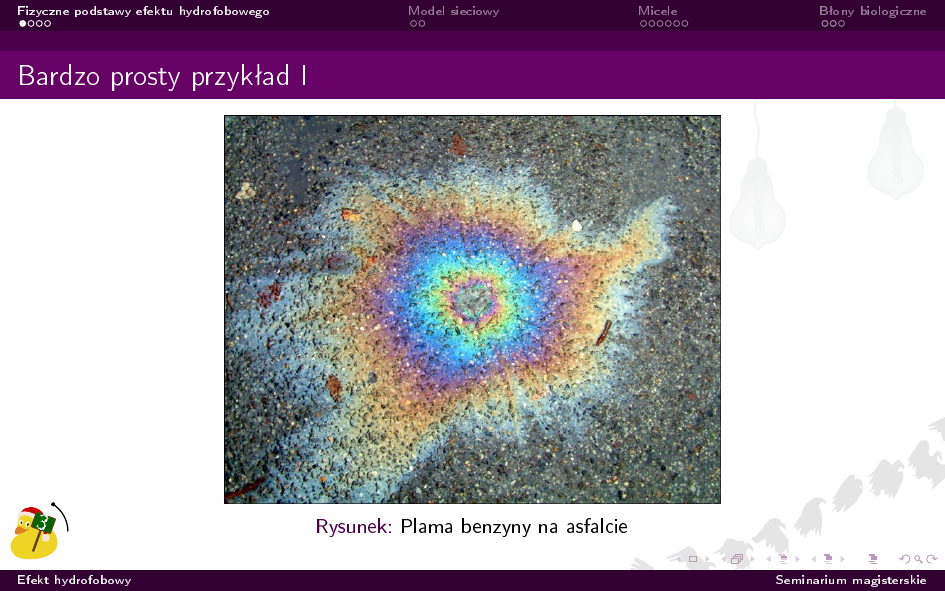 Fizyczne podstawy efektu hydrofobowego
Model sieciowy
Micele
Błony biologiczne
Bardzo prosty przykład I
3
Rysunek: Plama benzyny na asfalcie
Efekt hydrofobowy
Seminarium magisterskie